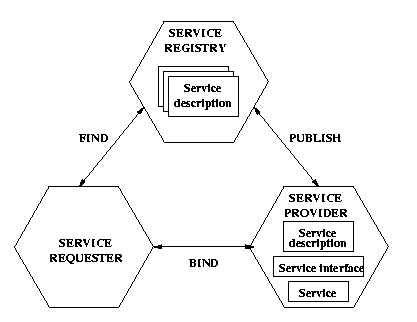 SERVICE
REGISTRY
Service
description
FIND
PUBLISH
SERVICE
REQUESTER
BIND
SERVICE
PROVIDER
Service
description
Service interface
Service